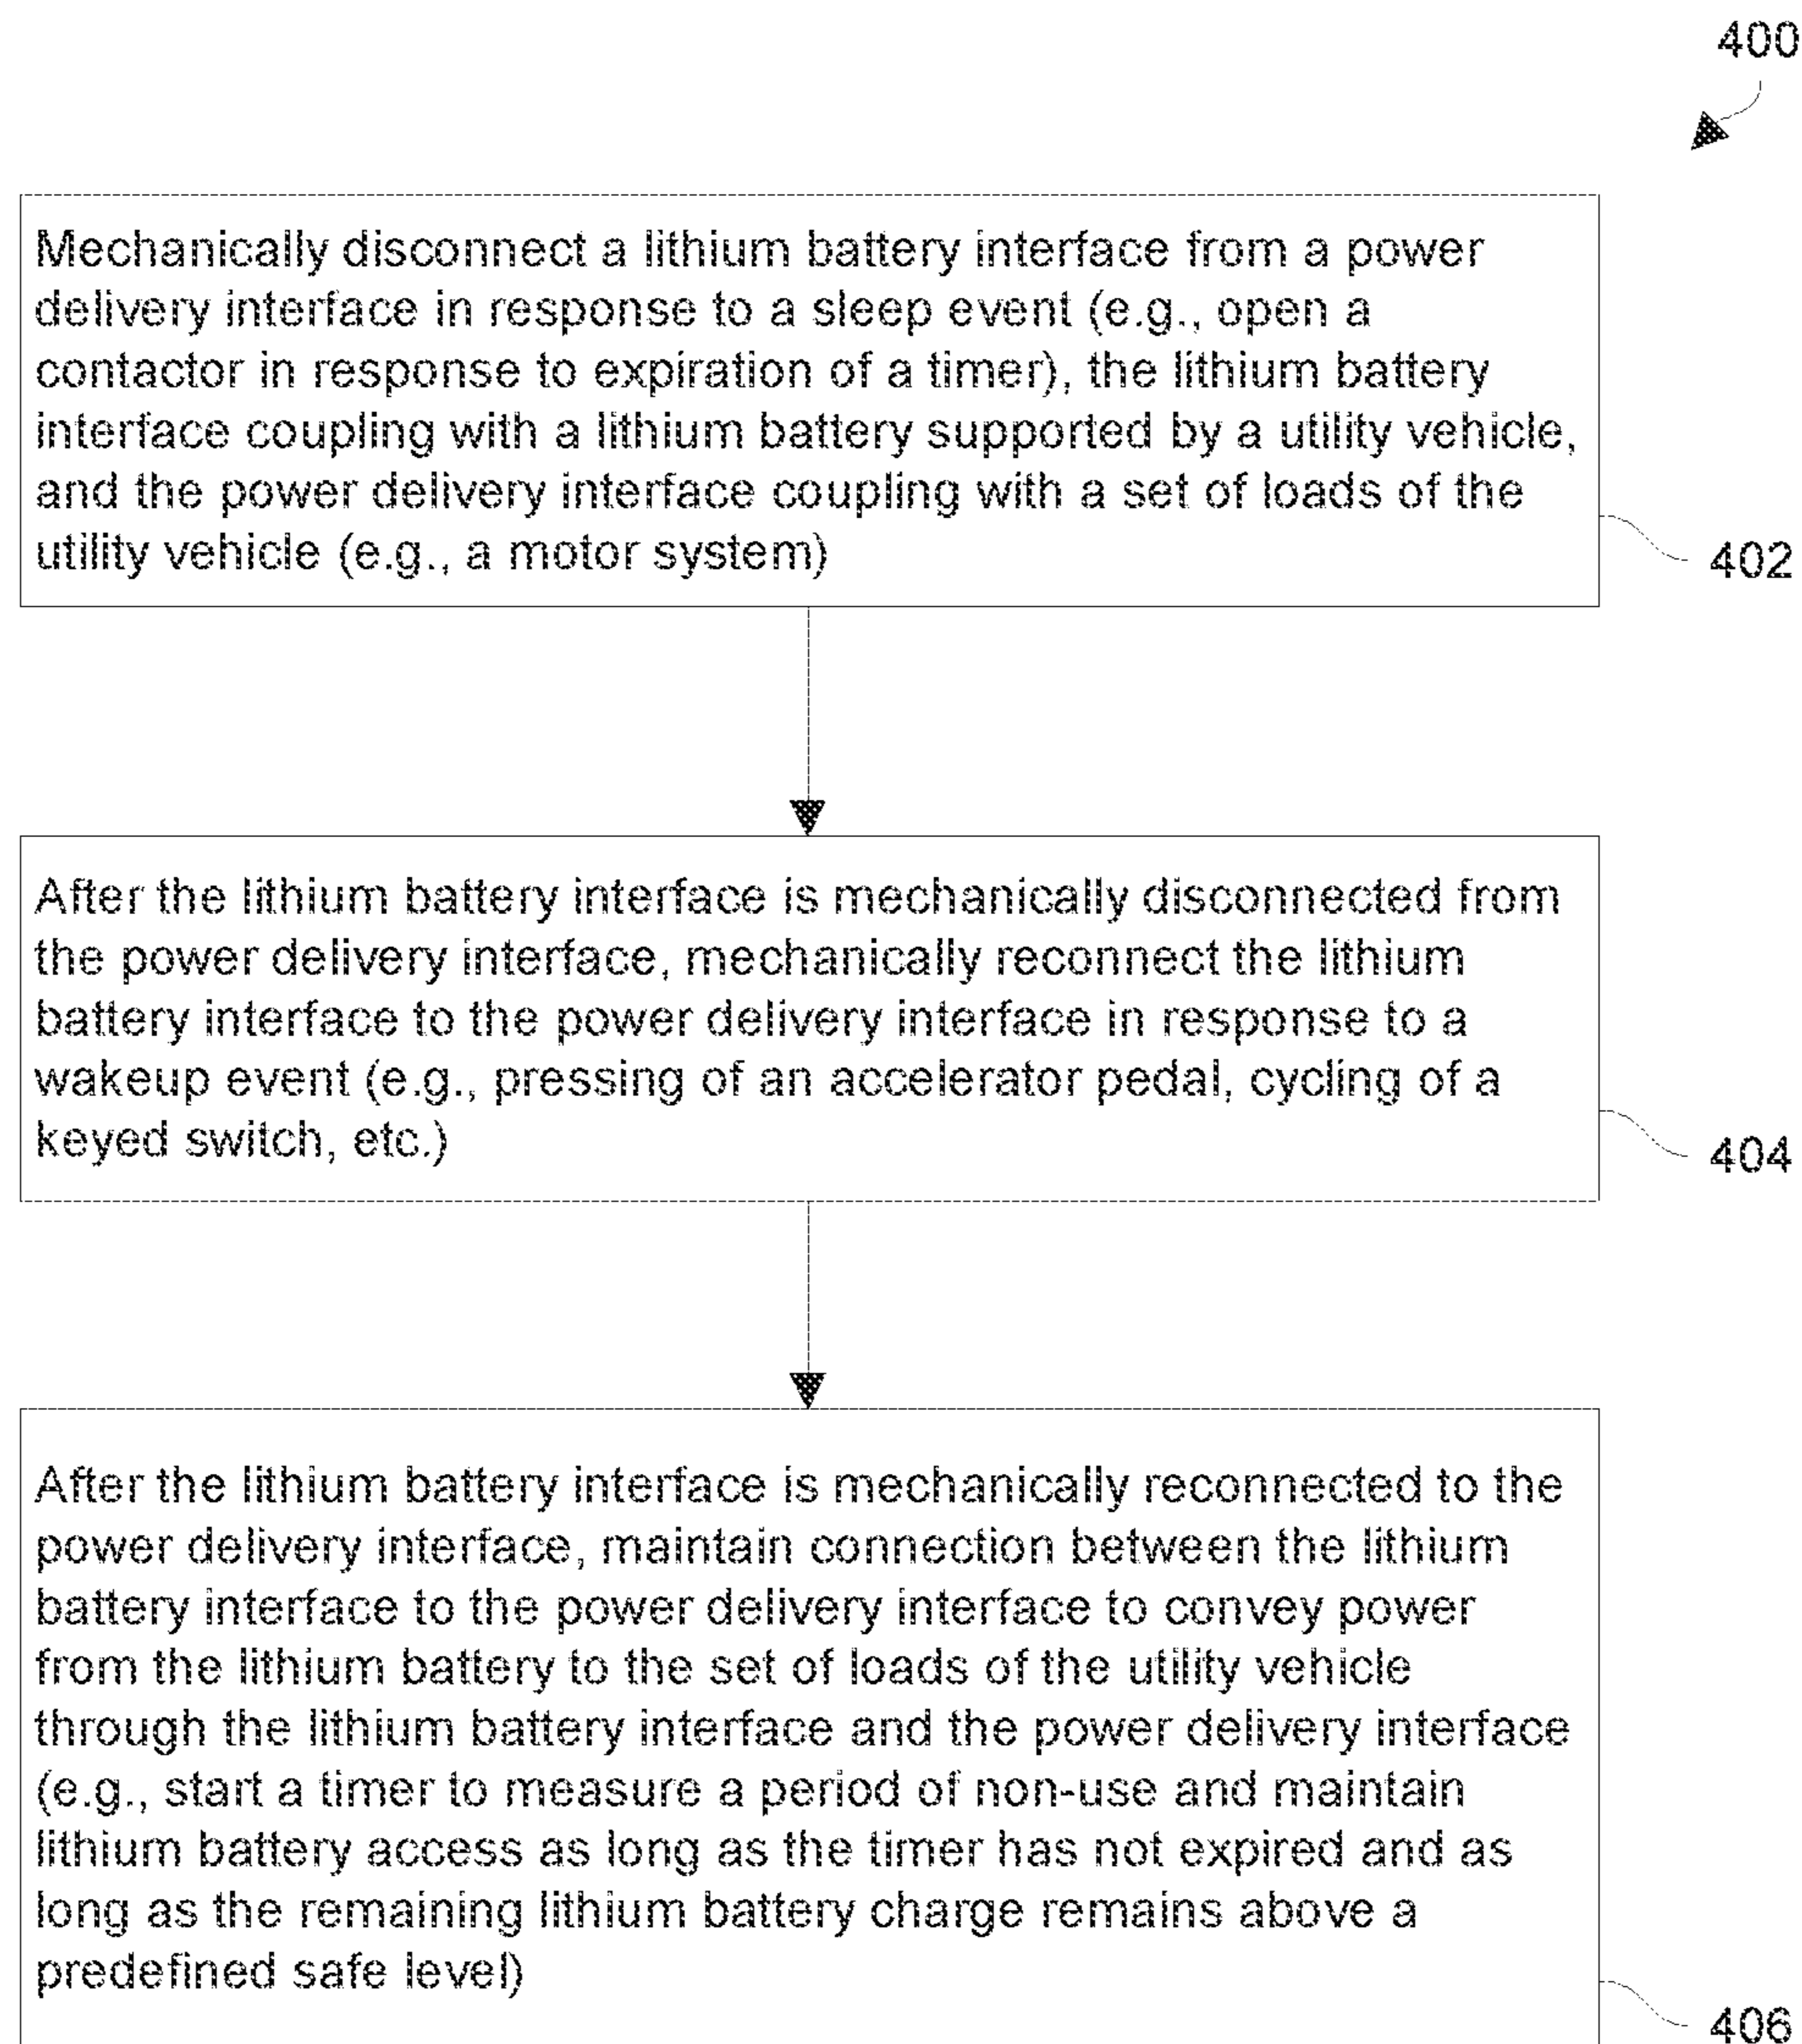 400
Mechanically disconnect a lithium battery interface from a power
delivery interface in response to a sleep event (e.g., open a
contactor in response to expiration of a timer), the lithium battery
interface coupling with a lithium battery supported by a utility vehicle,
and the power delivery interface coupling with a set of loads of the
utility vehicle (e.g., a motor system)
402
After the lithium battery interface is mechanically disconnected from
the power delivery interface, mechanically reconnect the lithium
battery interface to the power delivery interface in response to a
wakeup event (e.g., pressing of an accelerator pedal, cycling of a
keyed switch, etc.)
404
After the lithium battery interface is mechanically reconnected to the
power delivery interface, maintain connection between the lithium
battery interface to the power delivery interface to convey power
from the lithium battery to the set of loads of the utility vehicle
through the lithium battery interface and the power delivery interface
(e.g., start a timer to measure a period of non-use and maintain
lithium battery access as long as the timer has not expired and as
long as the remaining lithium battery charge remains above a
predefined safe level)
406